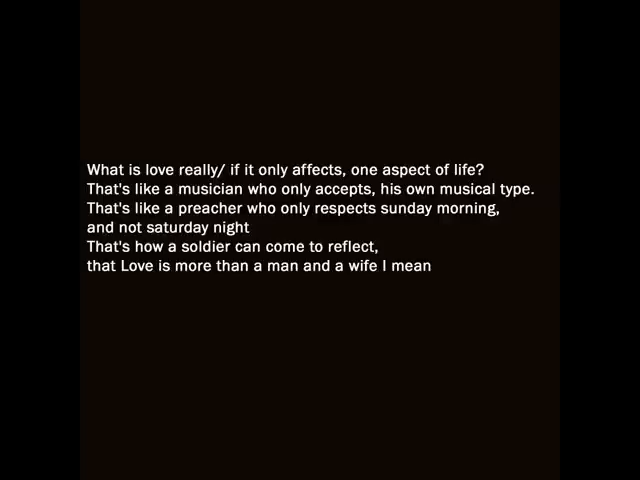 What is love really/ if it only affects, one aspect of life?
That's like a musician who only accepts, his own musical type.
That's like a preacher who only respects sunday morning,
and not saturday night
That's how a soldier can come to reflect,
that Love is more than a man and a wife I mean